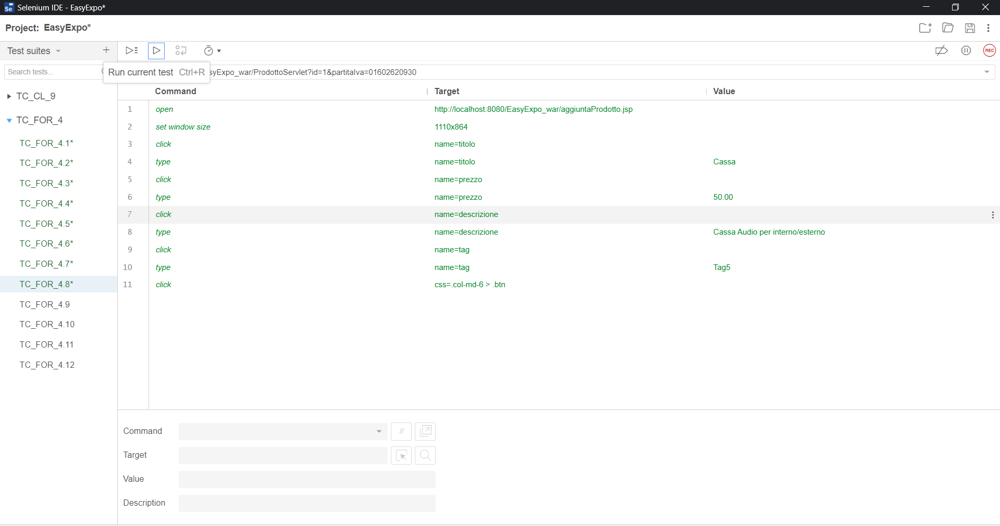 Selenium IDE - EasyExpo*
Project: EasyExpo*
Test suites
REC
Search tests...
Run current test Ctrl+R
syExpo_war/ProdottoServlet?id=1&partitaIva=01602620930
Command Target Value
TC_CL_9
TC_FOR_4
TC_FOR_4.1*
TC_FOR_4.2*
TC_FOR_4.3*
TC_FOR_4.4*
TC_FOR_4.5*
TC_FOR_4.6*
TC_FOR_4.7*
TC_FOR_4.8*
TC_FOR_4.9
TC_FOR_4.10
TC_FOR_4.11
TC_FOR_4.12
1 open http://localhost:8080/EasyExpo_war/aggiuntaProdotto.jsp
2 set window size 1110x864
3 click name=titolo
4 type name=titolo Cassa
5 click name=prezzo
6 type name=prezzo 50.00
7 click name=descrizione
8 type name=descrizione Cassa Audio per interno/esterno
9 click name=tag
10 type name=tag Tag5
11 click css=.col-md-6 > .btn
Command //
Target
Value
Description